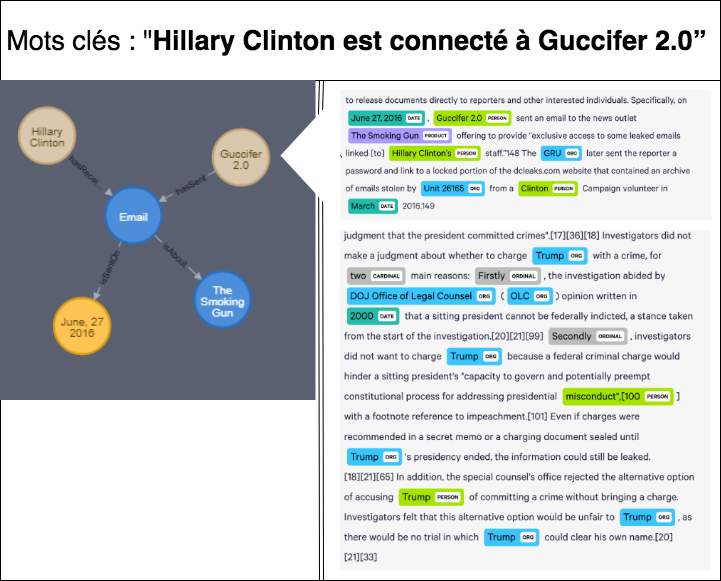 Mots clés : "Hillary Clinton est connecté à Guccifer 2.0”
Hillary
Clinton
Guccifer
2.0
hasRecei..
hasSent
Email
isSentOn
isAbout
The
Smoking
Gun
June, 27
2016
to release documents directly to reporters and other interested individuals. Specifically, on
June 27, 2016 DATE , Guccifer 2.0 PERSON sent an email to the news outlet
The Smoking Gun PRODUCT offering to provide "exclusive access to some leaked emails
linked [to] Hillary Clinton's PERSON staff."148 The GRU ORG later sent the reporter a
password and link to a locked portion of the dcleaks.com website that contained an archive
of emails stolen by Unit 26165 ORG from a Clinton PERSON Campaign volunteer in
March DATE 2016.149
judgment that the president committed crimes".[17][36][18] Investigators did not
make a judgment about whether to charge Trump ORG with a crime, for
two CARDINAL main reasons: Firstly ORDINAL , the investigation abided by
DOJ Office of Legal Counsel ORG ( OLC ORG ) opinion written in
2000 DATE that a sitting president cannot be federally indicted, a stance taken
from the start of the investigation.[20][21][99] Secondly ORDINAL , investigators
did not want to charge Trump ORG because a federal criminal charge would
hinder a sitting president's "capacity to govern and potentially preempt
constitutional process for addressing presidential misconduct".[100 PERSON ]
with a footnote reference to impeachment.[101] Even if charges were
recommended in a secret memo or a charging document sealed until
Trump ORG 's presidency ended, the information could still be leaked.
[18][21][65] In addition, the special counsel's office rejected the alternative option
of accusing Trump PERSON of committing a crime without bringing a charge.
Investigators felt that this alternative option would be unfair to Trump ORG , as
there would be no trial in which Trump ORG could clear his own name.[20]
[21][33]